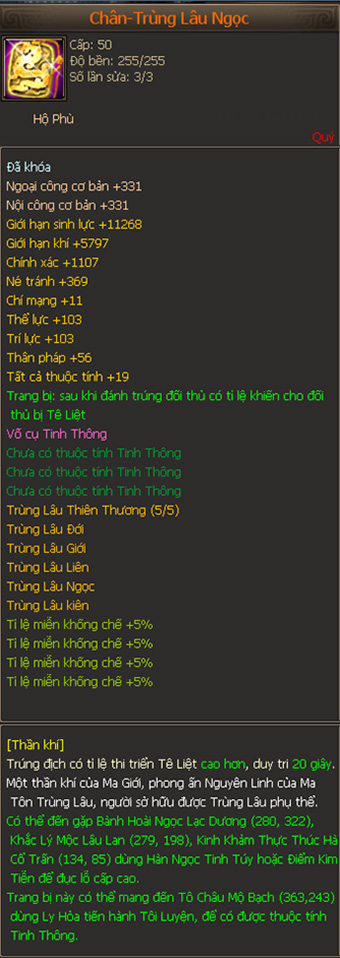 Chân-Trùng Lâu Ngọc
Cấp: 50
Độ bền: 255/255
Số lần sửa: 3/3
Hộ Phù
Quý
Đã khóa
Ngoại công cơ bản +331
Nội công cơ bản +331
Giới hạn sinh lực +11268
Giới hạn khí +5797
Chính xác +1107
Né tránh +369
Chí mạng +11
Thể lực +103
Trí lực +103
Thân pháp +56
Tất cả thuộc tính +19
Trang bị: sau khi đánh trúng đối thủ có tỉ lệ khiến cho đối
thủ bị Tê Liệt
Võ cụ Tinh Thông
Chưa có thuộc tính Tinh Thông
Chưa có thuộc tính Tinh Thông
Chưa có thuộc tính Tinh Thông
Trùng Lâu Thiên Thương (5/5)
Trùng Lâu Đới
Trùng Lâu Giới
Trùng Lâu Liên
Trùng Lâu Ngọc
Trùng Lâu kiên
Tỉ lệ miễn khống chế +5%
Tỉ lệ miễn khống chế +5%
Tỉ lệ miễn khống chế +5%
Tỉ lệ miễn khống chế +5%
[Thần khí]
Trúng địch có tỉ lệ thi triển Tê Liệt cao hơn, duy trì 20 giây.
Một thần khí của Ma Giới, phong ấn Nguyên Linh của Ma
Tôn Trùng Lâu, người sở hữu được Trùng Lâu phụ thể.
Có thể đến gặp Bành Hoài Ngọc Lạc Dương (280, 322),
Khắc Lý Mộc Lâu Lan (279, 198), Kinh Khảm Thực Thúc Hà
Cổ Trấn (134, 85) dùng Hàn Ngọc Tinh Túy hoặc Điểm Kim
Tiễn để đục lỗ cấp cao.
Trang bị này có thể mang đến Tô Châu Mộ Bạch (363,243)
dùng Ly Hỏa tiến hành Tôi Luyện, để có được thuộc tính
Tinh Thông.